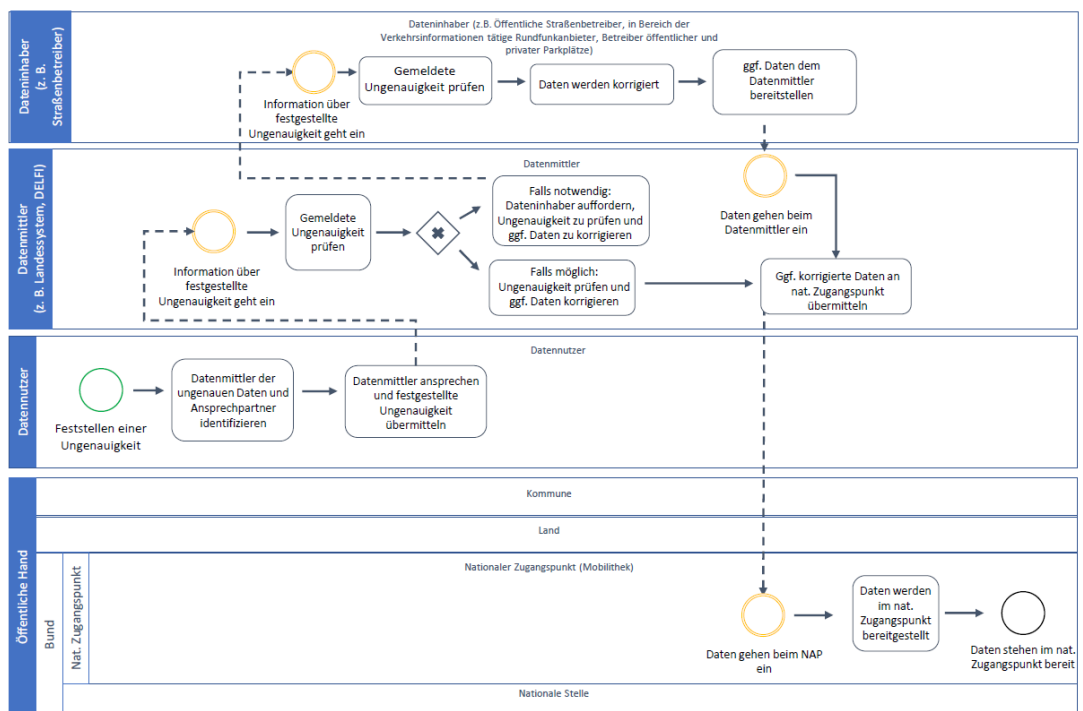 Dateninhaber
(z. B.
Straßenbetreiber)
Dateninhaber (z.B. Öffentliche Straßenbetreiber, in Bereich der
Verkehrsinformationen tätige Rundfunkanbieter, Betreiber öffentlicher und
privater Parkplätze)
Information über
festgestellte
Ungenauigkeit geht ein
Gemeldete
Ungenauigkeit prüfen
Daten werden korrigiert
ggf. Daten dem
Datenmittler
bereitstellen
Datenmittler
(z. B. Landessystem, DELFI)
Datenmittler
Information über
festgestellte
Ungenauigkeit geht ein
Gemeldete
Ungenauigkeit
prüfen
Falls notwendig:
Dateninhaber auffordern,
Ungenauigkeit zu prüfen und
ggf. Daten zu korrigieren
Falls möglich:
Ungenauigkeit prüfen und
ggf. Daten korrigieren
Daten gehen beim
Datenmittler ein
Ggf. korrigierte Daten an
nat. Zugangspunkt
übermitteln
Datennutzer
Datennutzer
Feststellen einer
Ungenauigkeit
Datenmittler der
ungenauen Daten und
Ansprechpartner
identifizieren
Datenmittler ansprechen
und festgestellte
Ungenauigkeit
übermitteln
Öffentliche Hand
Kommune
Land
Bund
Nat. Zugangspunkt
Nationaler Zugangspunkt (Mobilithek)
Daten gehen beim NAP
ein
Daten werden
im nat.
Zugangspunkt
bereitgestellt
Daten stehen im nat.
Zugangspunkt bereit
Nationale Stelle